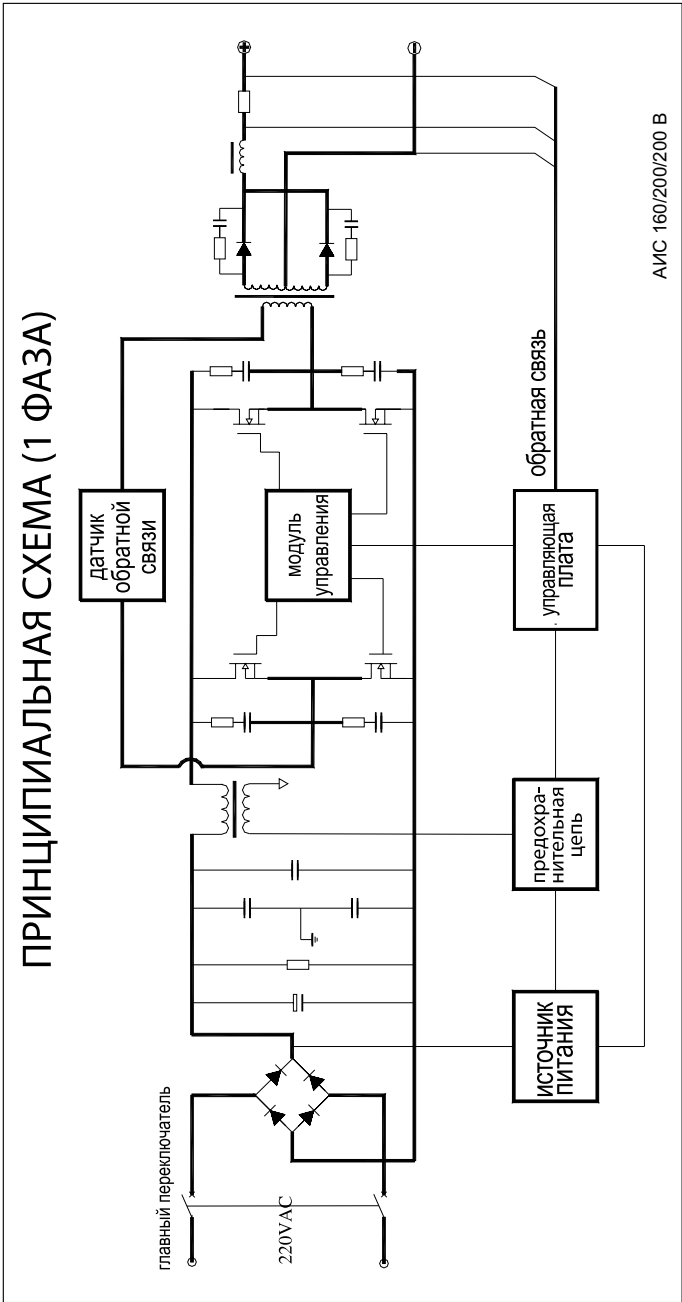 ПРИНЦИПИАЛЬНАЯ СХЕМА (1 ФАЗА)
главный переключатель
220VAC
датчик
обратной
связи
модуль
управления
источник
питания
предохра-
нительная
цепь
управляющая
плата
обратная связь
АИС 160/200/200 В